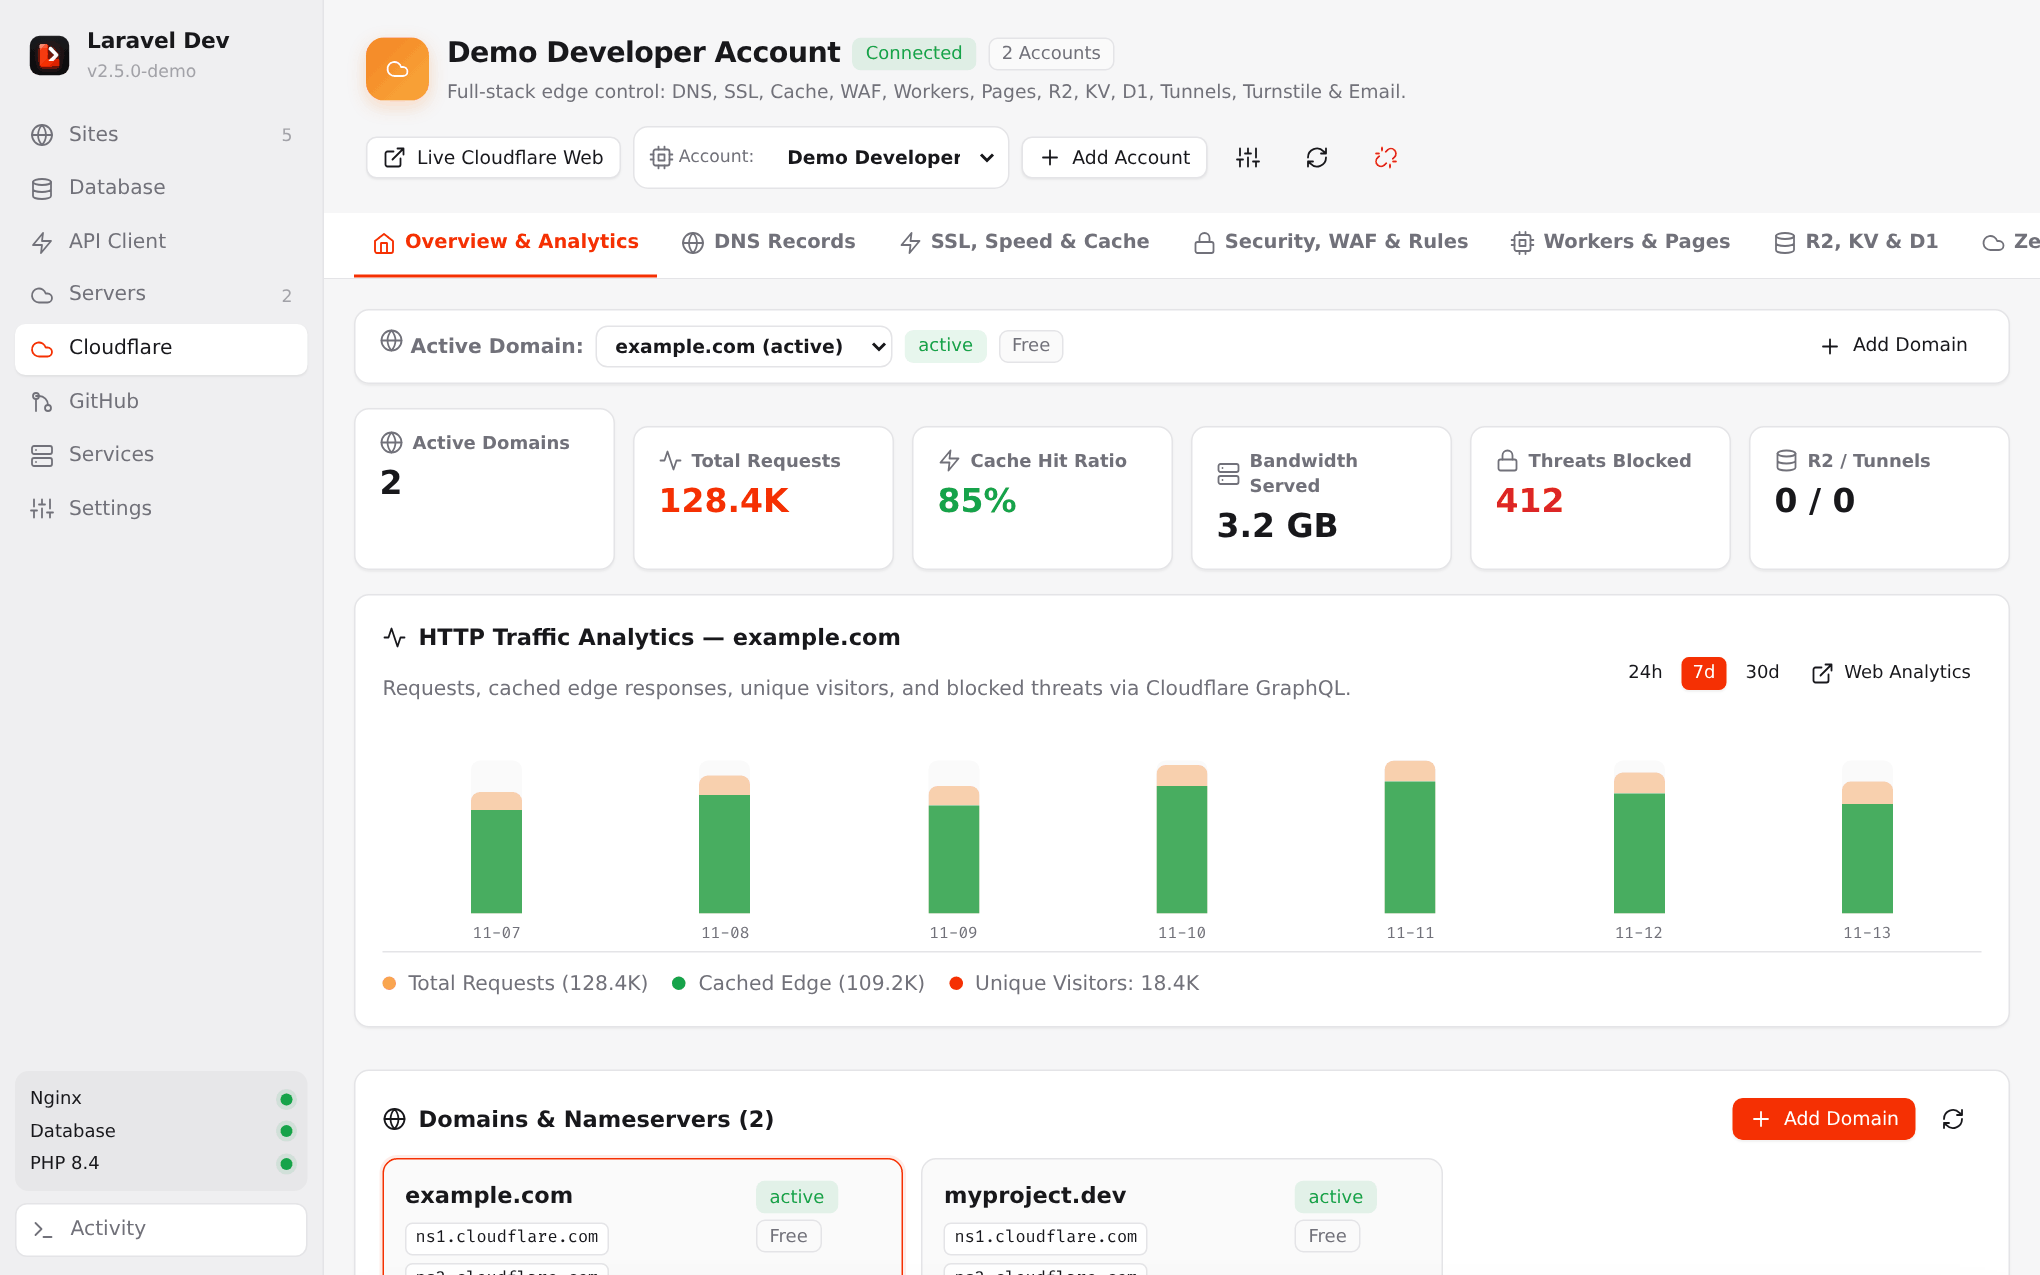 Laravel Dev
v2.5.0-demo
Sites 5
Database
API Client
Servers 2
Cloudflare
GitHub
Services
Settings
Nginx
Database
PHP 8.4
Activity
Demo Developer Account Connected 2 Accounts
Full-stack edge control: DNS, SSL, Cache, WAF, Workers, Pages, R2, KV, D1, Tunnels, Turnstile & Email.
Live Cloudflare Web Account: Demo Developer Add Account
Overview & Analytics DNS Records SSL, Speed & Cache Security, WAF & Rules Workers & Pages R2, KV & D1 Ze
Active Domain: example.com (active) active Free Add Domain
Active Domains
2
Total Requests
128.4K
Cache Hit Ratio
85%
Bandwidth
Served
3.2 GB
Threats Blocked
412
R2 / Tunnels
0 / 0
HTTP Traffic Analytics — example.com
Requests, cached edge responses, unique visitors, and blocked threats via Cloudflare GraphQL.
24h 7d 30d Web Analytics
11-07 11-08 11-09 11-10 11-11 11-12 11-13
Total Requests (128.4K) Cached Edge (109.2K) Unique Visitors: 18.4K
Domains & Nameservers (2) Add Domain
example.com active
ns1.cloudflare.com Free
myproject.dev active
ns1.cloudflare.com Free